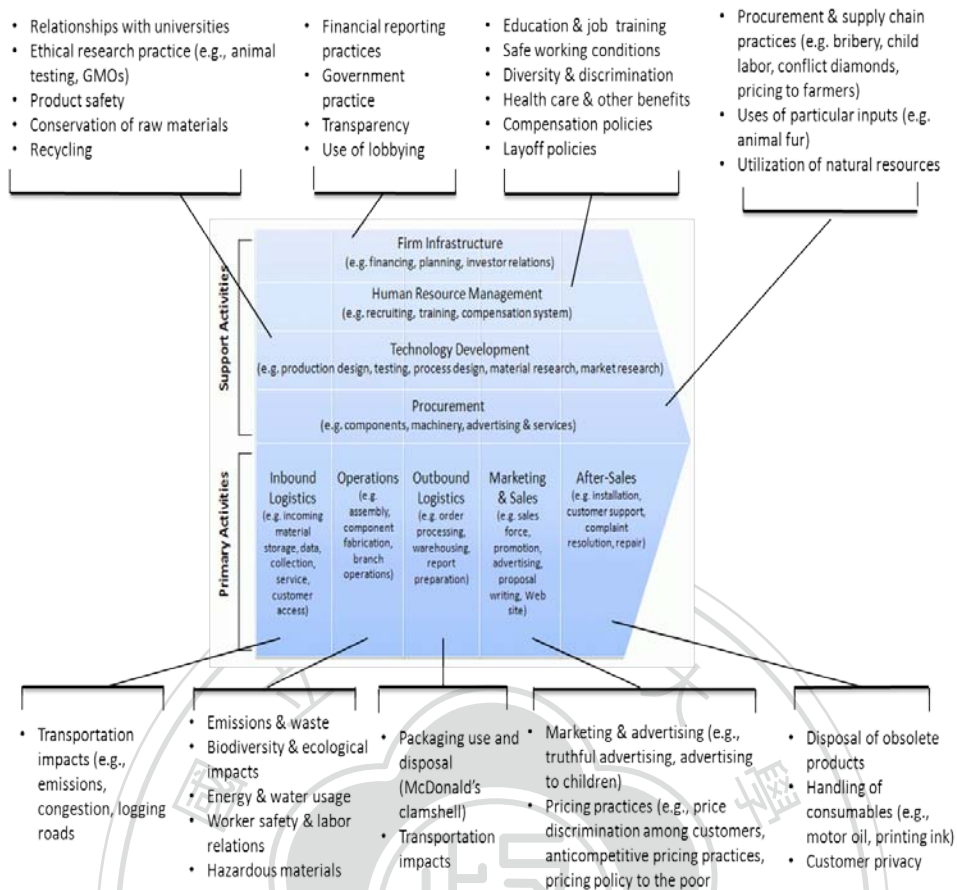 • Relationships with universities
• Ethical research practice (e.g., animal
testing, GMOs)
• Product safety
• Conservation of raw materials
• Recycling
• Financial reporting
practices
• Government
practice
• Transparency
• Use of lobbying
• Education & job training
• Safe working conditions
• Diversity & discrimination
• Health care & other benefits
• Compensation policies
• Layoff policies
• Procurement & supply chain
practices (e.g. bribery, child
labor, conflict diamonds,
pricing to farmers)
• Uses of particular inputs (e.g.
animal fur)
• Utilization of natural resources
Support Activities
Firm Infrastructure
(e.g. financing, planning, investor relations)
Human Resource Management
(e.g. recruiting, training, compensation system)
Technology Development
(e.g. production design, testing, process design, material research, market research)
Procurement
(e.g. components, machinery, advertising & services)
Primary Activities
Inbound
Logistics
(e.g. incoming
material
storage, data,
collection,
service,
customer
access)
Operations
(e.g.
assembly,
component
fabrication,
branch
operations)
Outbound
Logistics
(e.g. order
processing,
warehousing,
report
preparation)
Marketing
& Sales
(e.g. sales
force,
promotion,
advertising,
proposal
writing, Web
site)
After-Sales
(e.g. installation,
customer support,
complaint
resolution, repair)
• Transportation
impacts (e.g.,
emissions,
congestion, logging
roads
• Emissions & waste
• Biodiversity & ecological
impacts
• Energy & water usage
• Worker safety & labor
relations
• Hazardous materials
• Packaging use and
disposal
(McDonald's
clamshell)
• Transportation
impacts
• Marketing & advertising (e.g.,
truthful advertising, advertising
to children)
• Pricing practices (e.g., price
discrimination among customers,
anticompetitive pricing practices,
pricing policy to the poor
• Disposal of obsolete
products
• Handling of
consumables (e.g.,
motor oil, printing ink)
• Customer privacy